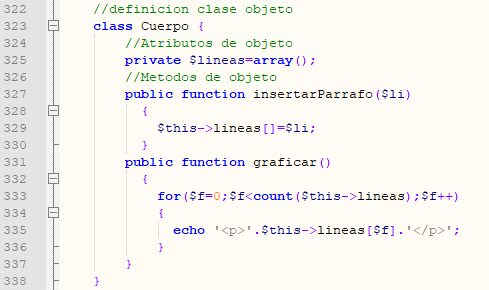 322 //definicion clase objeto
323 class Cuerpo {
324 //Atributos de objeto
325 private $lineas=array();
326 //Metodos de objeto
327 public function insertarParrafo($li)
328 {
329 $this->lineas[]=$li;
330 }
331 public function graficar()
332 {
333 for($f=0;$f<count($this->lineas);$f++)
334 {
335 echo '<p>'.$this->lineas[$f].'</p>';
336 }
337 }
338 }